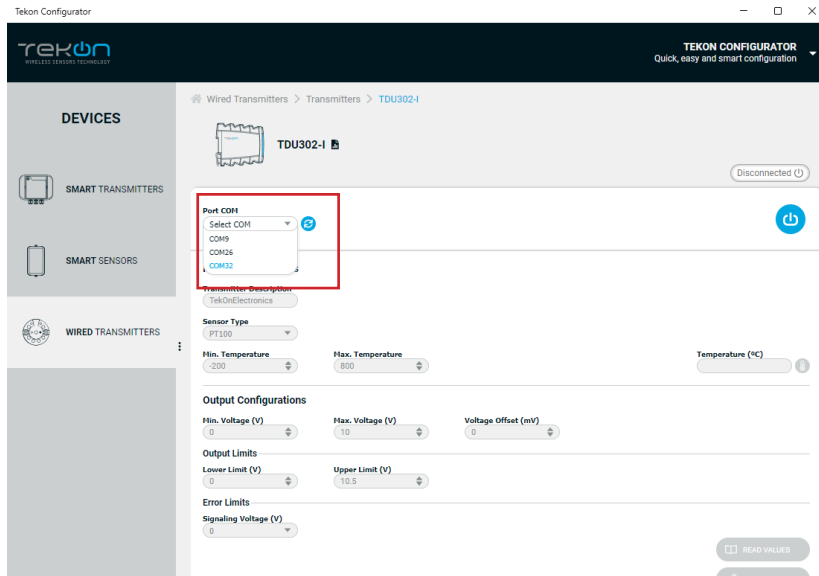 Tekon Configurator
TEKON
WIRELESS SENSORS TECHNOLOGY
TEKON CONFIGURATOR
Quick, easy and smart configuration
DEVICES
SMART TRANSMITTERS
SMART SENSORS
WIRED TRANSMITTERS
Wired Transmitters > Transmitters > TDU302-I
TDU302-I
Disconnected
Port COM
Select COM
COM9
COM26
COM32
Transmitter Description
TekOnElectronics
Sensor Type
PT100
Min. Temperature
Max. Temperature
Temperature (ºC)
-200
800
Output Configurations
Min. Voltage (V)
Max. Voltage (V)
Voltage Offset (mV)
0
10
0
Output Limits
Lower Limit (V)
Upper Limit (V)
0
10.5
Error Limits
Signaling Voltage (V)
0
READ VALUES